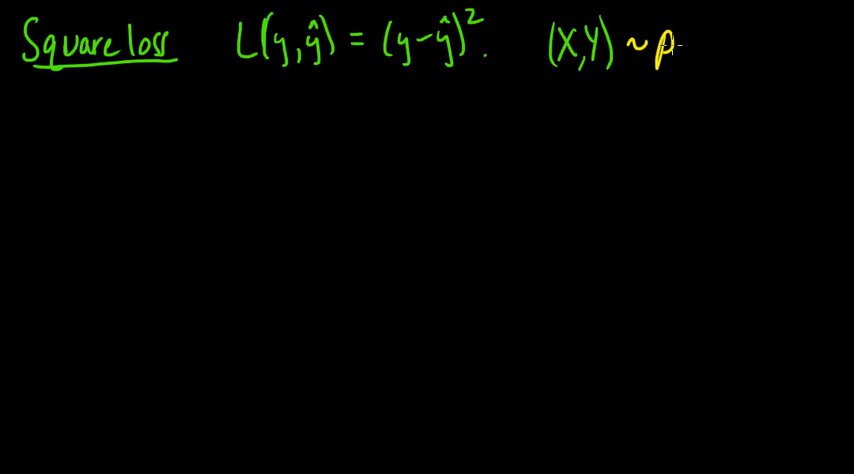 Square loss L(y, ŷ) = (y-ŷ)². (X,Y) ~ p